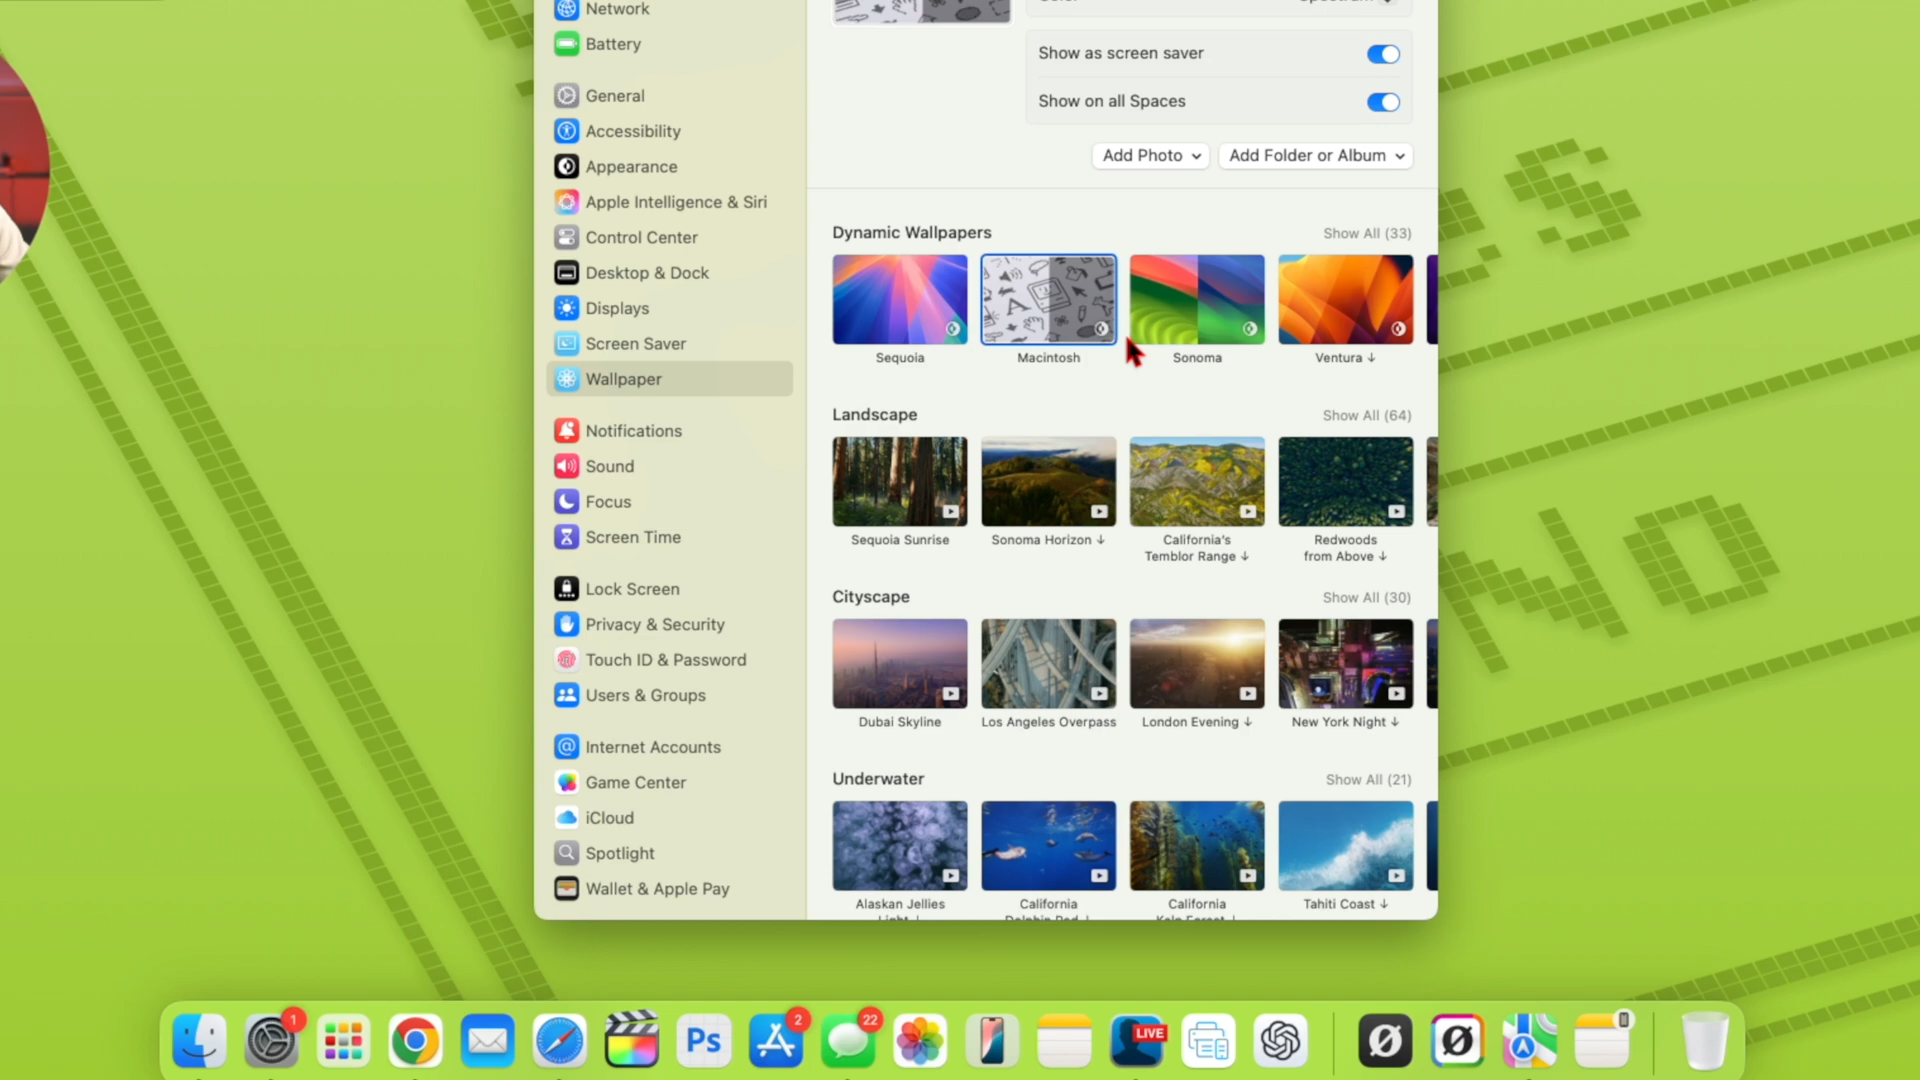 Network
Battery
General
Accessibility
Appearance
Apple Intelligence & Siri
Control Center
Desktop & Dock
Displays
Screen Saver
Wallpaper
Notifications
Sound
Focus
Screen Time
Lock Screen
Privacy & Security
Touch ID & Password
Users & Groups
Internet Accounts
Game Center
iCloud
Spotlight
Wallet & Apple Pay
Show as screen saver
Show on all Spaces
Add Photo
Add Folder or Album
Dynamic Wallpapers
Show All (33)
Sequoia
Macintosh
Sonoma
Ventura ↓
Landscape
Show All (64)
Sequoia Sunrise
Sonoma Horizon ↓
California's
Temblor Range ↓
Redwoods
from Above ↓
Cityscape
Show All (30)
Dubai Skyline
Los Angeles Overpass
London Evening ↓
New York Night ↓
Underwater
Show All (21)
Alaskan Jellies
California
California
Tahiti Coast ↓
NO
1
Ps
2
22
LIVE